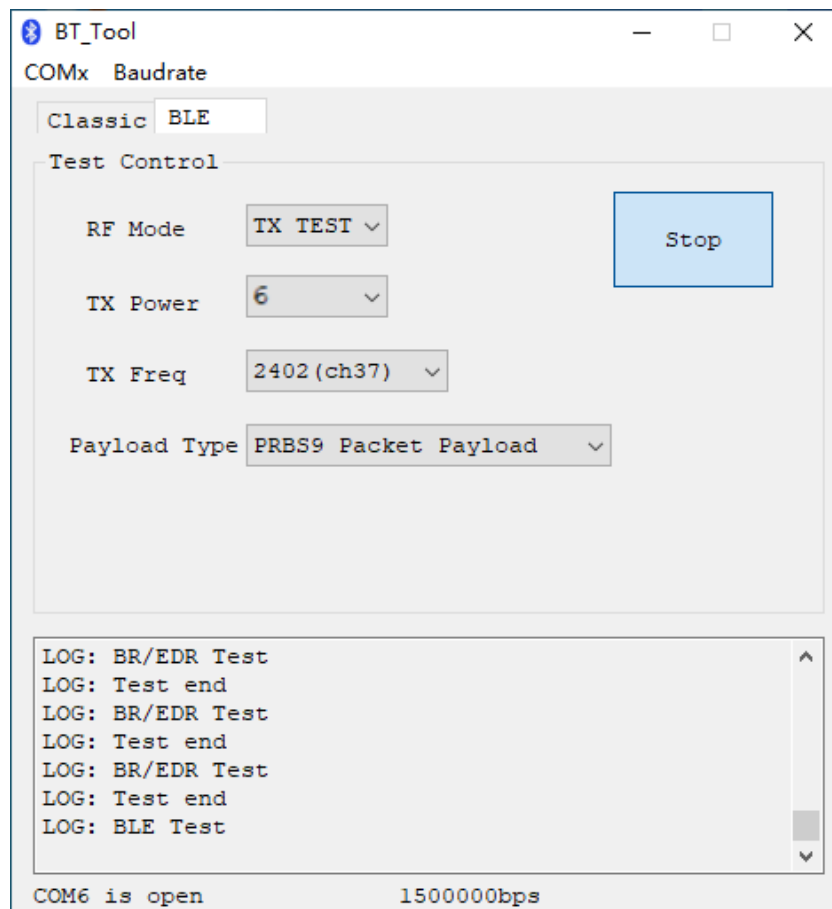 BT_Tool
COMx Baudrate
Classic BLE
Test Control
RF Mode TX TEST Stop
TX Power 6
TX Freq 2402(ch37)
Payload Type PRBS9 Packet Payload
LOG: BR/EDR Test
LOG: Test end
LOG: BR/EDR Test
LOG: Test end
LOG: BR/EDR Test
LOG: Test end
LOG: BLE Test
COM6 is open 1500000bps